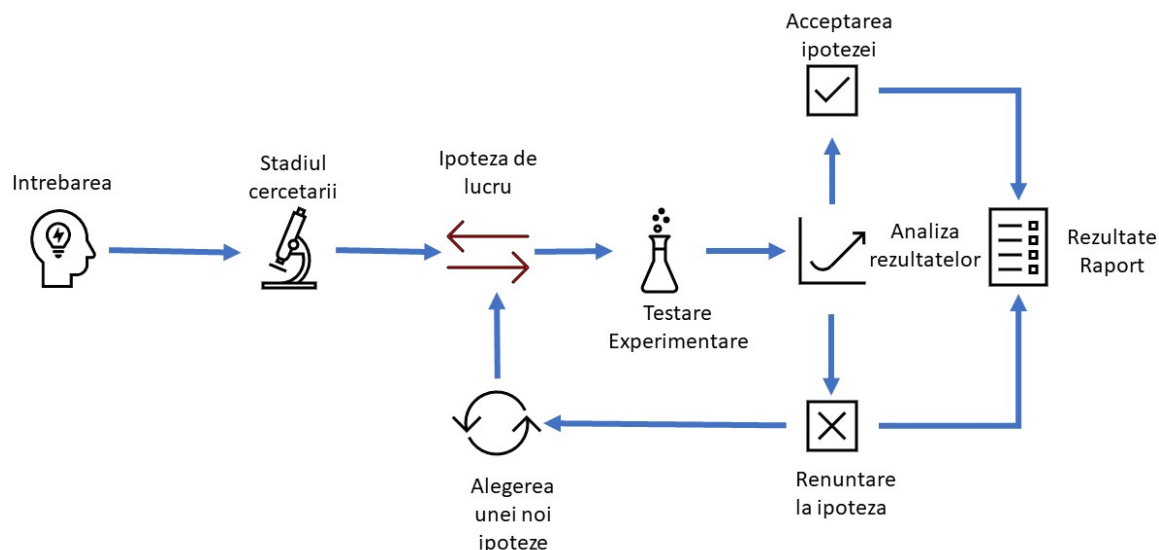 Acceptarea
ipotezei
Intrebarea
Stadiul
cercetarii
Ipoteza de
lucru
Testare
Experimentare
Analiza
rezultatelor
Rezultate
Raport
Alegerea
unei noi
ipoteze
Renuntare
la ipoteza